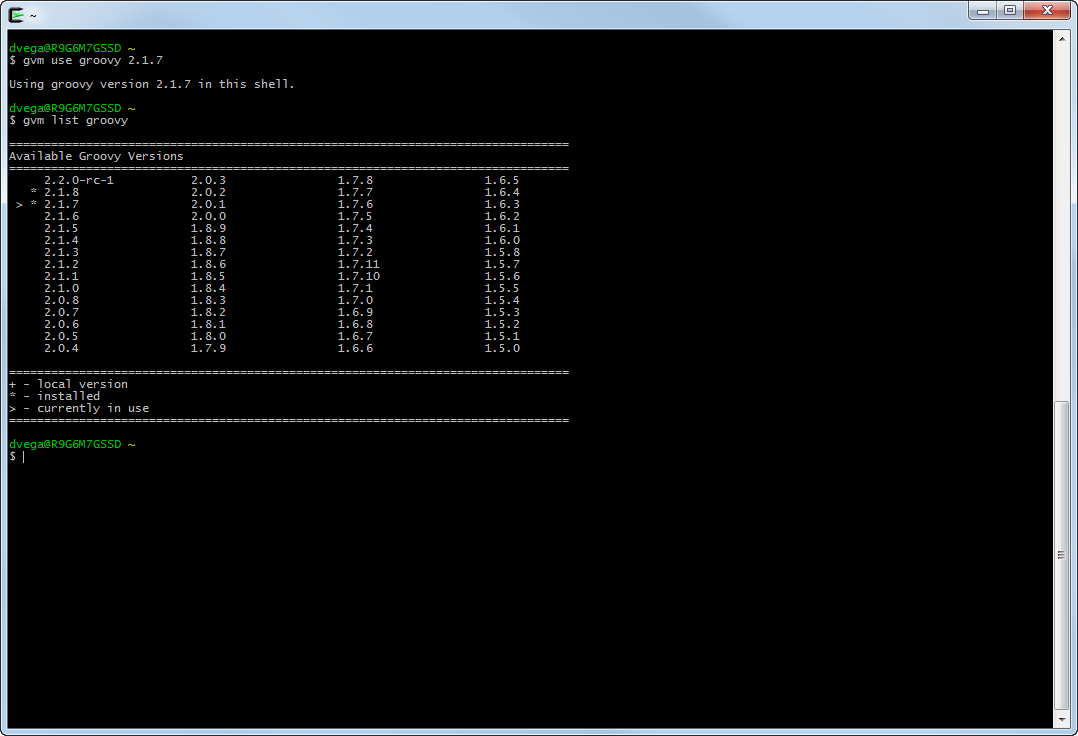 ~
dvega@R9G6M7GSSD ~
$ gvm use groovy 2.1.7
Using groovy version 2.1.7 in this shell.
dvega@R9G6M7GSSD ~
$ gvm list groovy
================================================================================
Available Groovy Versions
================================================================================
     2.2.0-rc-1           2.0.3                1.7.8                1.6.5
   * 2.1.8                2.0.2                1.7.7                1.6.4
 > * 2.1.7                2.0.1                1.7.6                1.6.3
     2.1.6                2.0.0                1.7.5                1.6.2
     2.1.5                1.8.9                1.7.4                1.6.1
     2.1.4                1.8.8                1.7.3                1.6.0
     2.1.3                1.8.7                1.7.2                1.5.8
     2.1.2                1.8.6                1.7.11               1.5.7
     2.1.1                1.8.5                1.7.10               1.5.6
     2.1.0                1.8.4                1.7.1                1.5.5
     2.0.8                1.8.3                1.7.0                1.5.4
     2.0.7                1.8.2                1.6.9                1.5.3
     2.0.6                1.8.1                1.6.8                1.5.2
     2.0.5                1.8.0                1.6.7                1.5.1
     2.0.4                1.7.9                1.6.6                1.5.0
================================================================================
+ - local version
* - installed
> - currently in use
================================================================================
dvega@R9G6M7GSSD ~
$